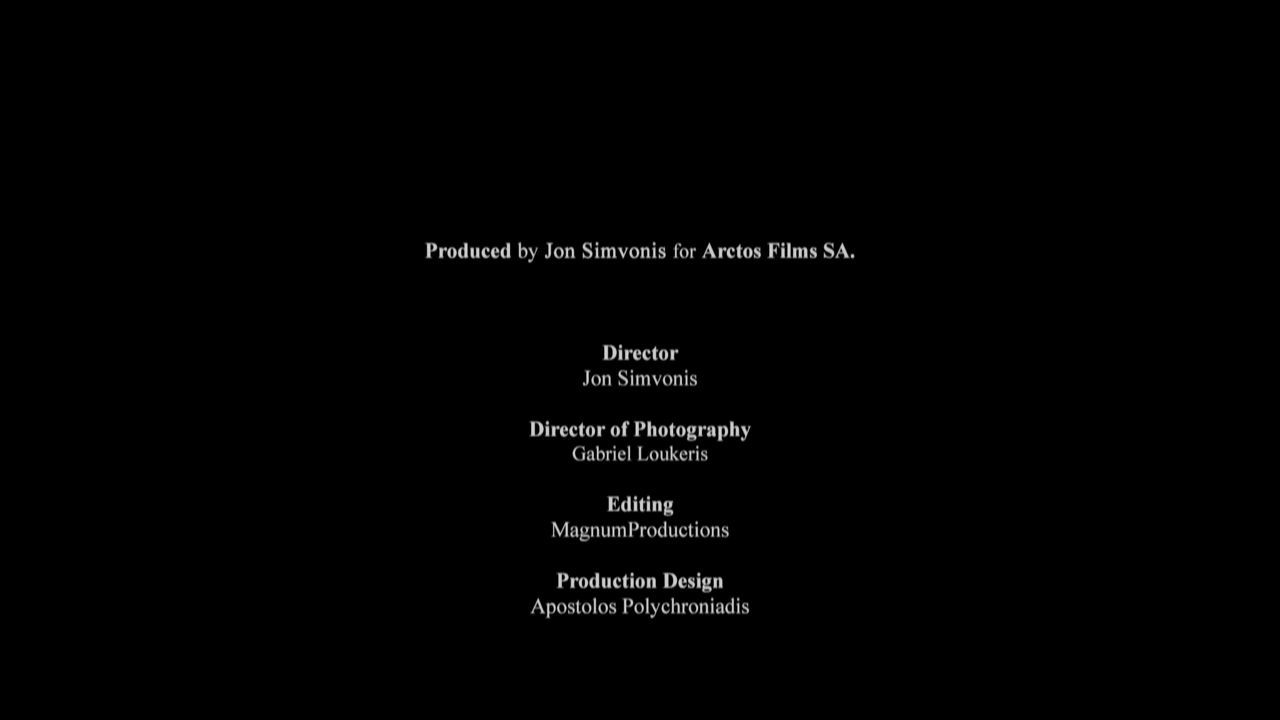 Produced by Jon Simvonis for Arctos Films SA.
Director
Jon Simvonis
Director of Photography
Gabriel Loukeris
Editing
MagnumProductions
Production Design
Apostolos Polychroniadis